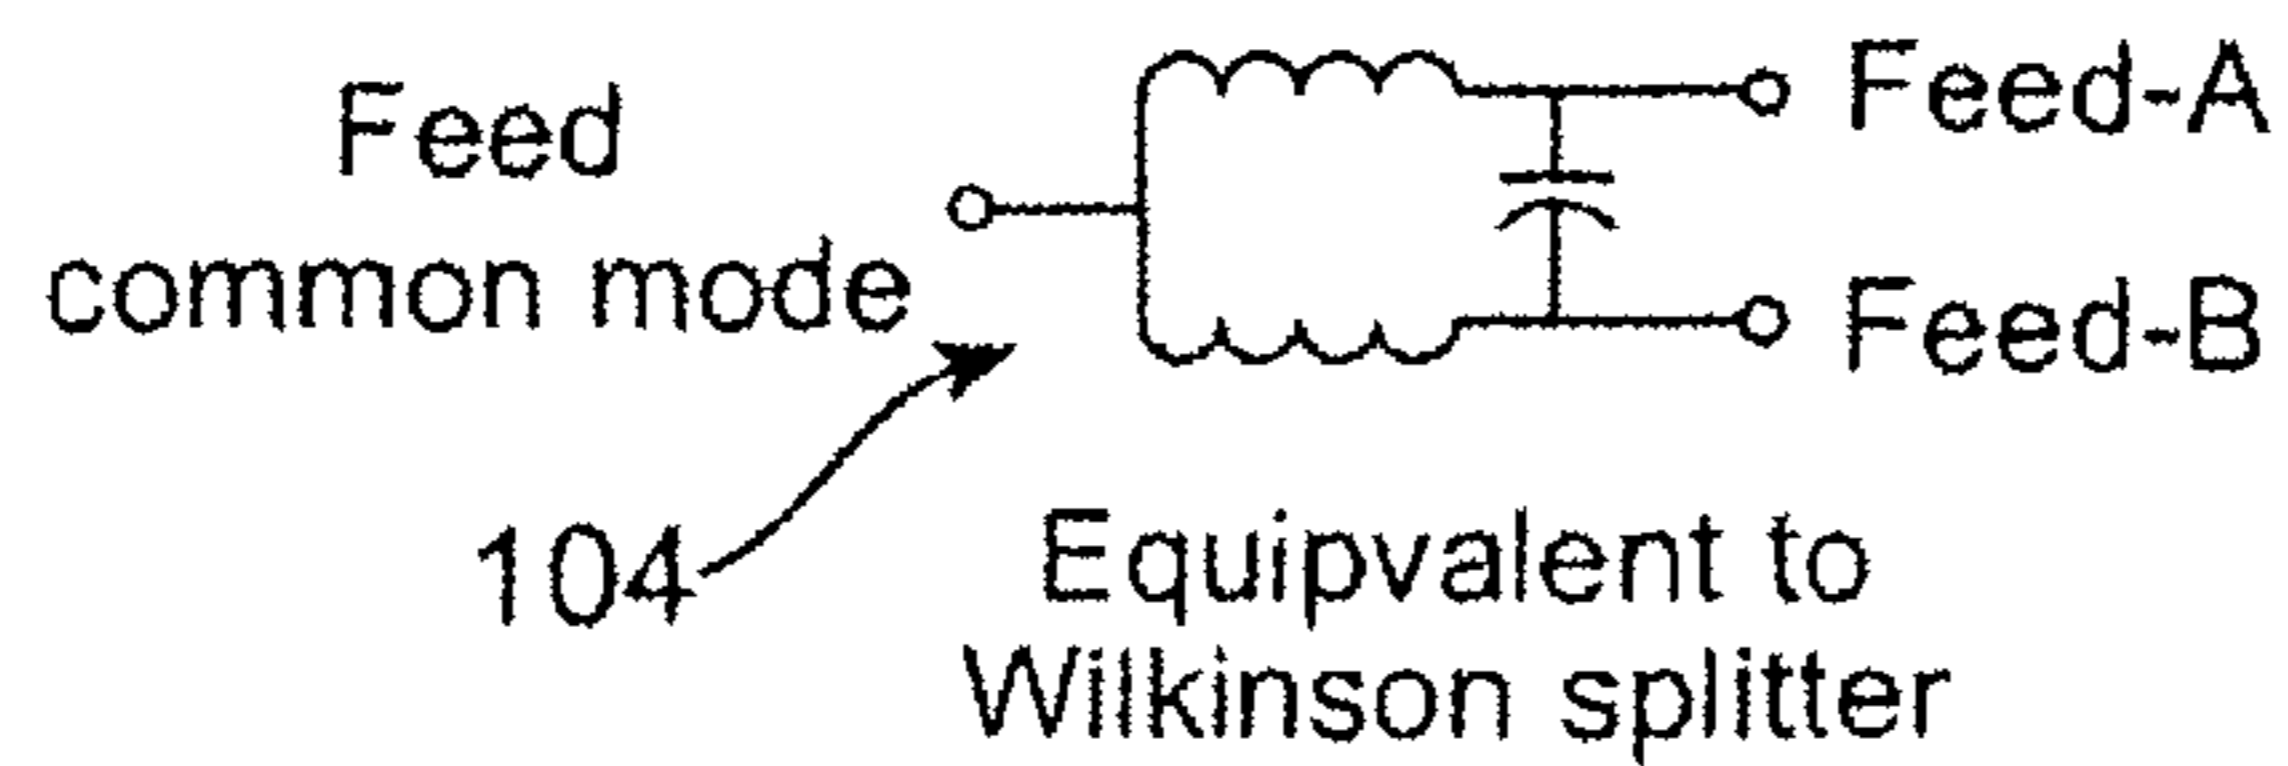 Feed
common mode
Feed-A
Feed-B
104
Equipvalent to
Wilkinson splitter